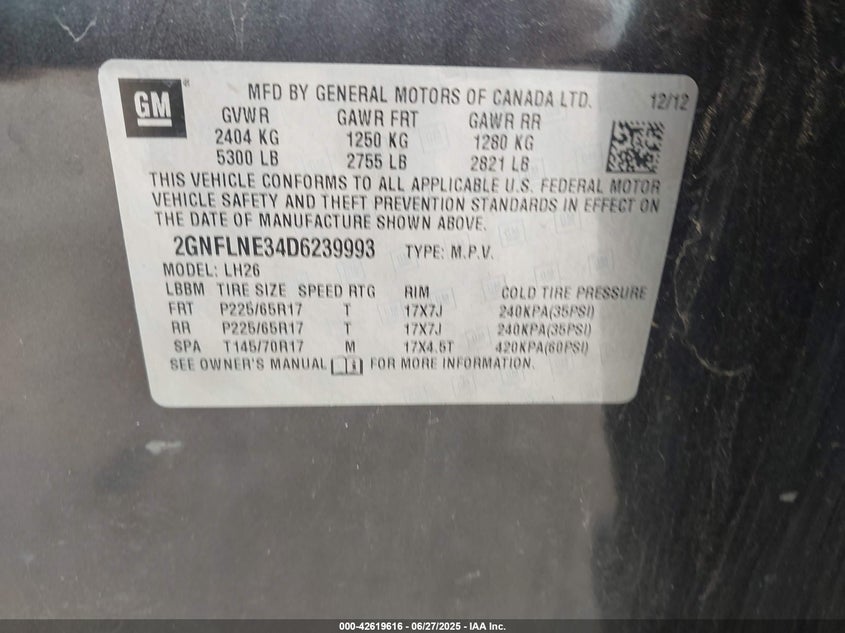 GM ®
MFD BY GENERAL MOTORS OF CANADA LTD. 12/12
GVWR GAWR FRT GAWR RR
2404 KG 1250 KG 1280 KG
5300 LB 2755 LB 2821 LB
THIS VEHICLE CONFORMS TO ALL APPLICABLE U.S. FEDERAL MOTOR
VEHICLE SAFETY AND THEFT PREVENTION STANDARDS IN EFFECT ON
THE DATE OF MANUFACTURE SHOWN ABOVE.
2GNFLNE34D6239993 TYPE: M.P.V.
MODEL: LH26
LBBM TIRE SIZE SPEED RTG RIM COLD TIRE PRESSURE
FRT P225/65R17 T 17X7J 240KPA(35PSI)
RR P225/65R17 T 17X7J 240KPA(35PSI)
SPA T145/70R17 M 17X4.5T 420KPA(60PSI)
SEE OWNER'S MANUAL FOR MORE INFORMATION.
000-42619616 - 06/27/2025 - IAA Inc.